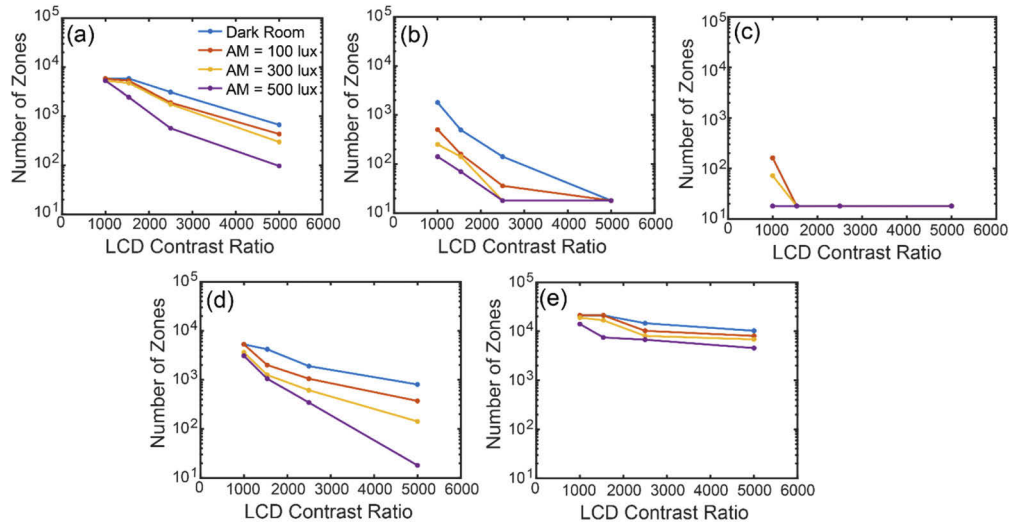 (a)
Dark Room
AM = 100 lux
AM = 300 lux
AM = 500 lux
Number of Zones
10^5
10^4
10^3
10^2
10^1
0 1000 2000 3000 4000 5000 6000
LCD Contrast Ratio
(b)
Number of Zones
10^5
10^4
10^3
10^2
10^1
0 1000 2000 3000 4000 5000 6000
LCD Contrast Ratio
(c)
Number of Zones
10^5
10^4
10^3
10^2
10^1
0 1000 2000 3000 4000 5000 6000
LCD Contrast Ratio
(d)
Number of Zones
10^5
10^4
10^3
10^2
10^1
0 1000 2000 3000 4000 5000 6000
LCD Contrast Ratio
(e)
Number of Zones
10^5
10^4
10^3
10^2
10^1
0 1000 2000 3000 4000 5000 6000
LCD Contrast Ratio